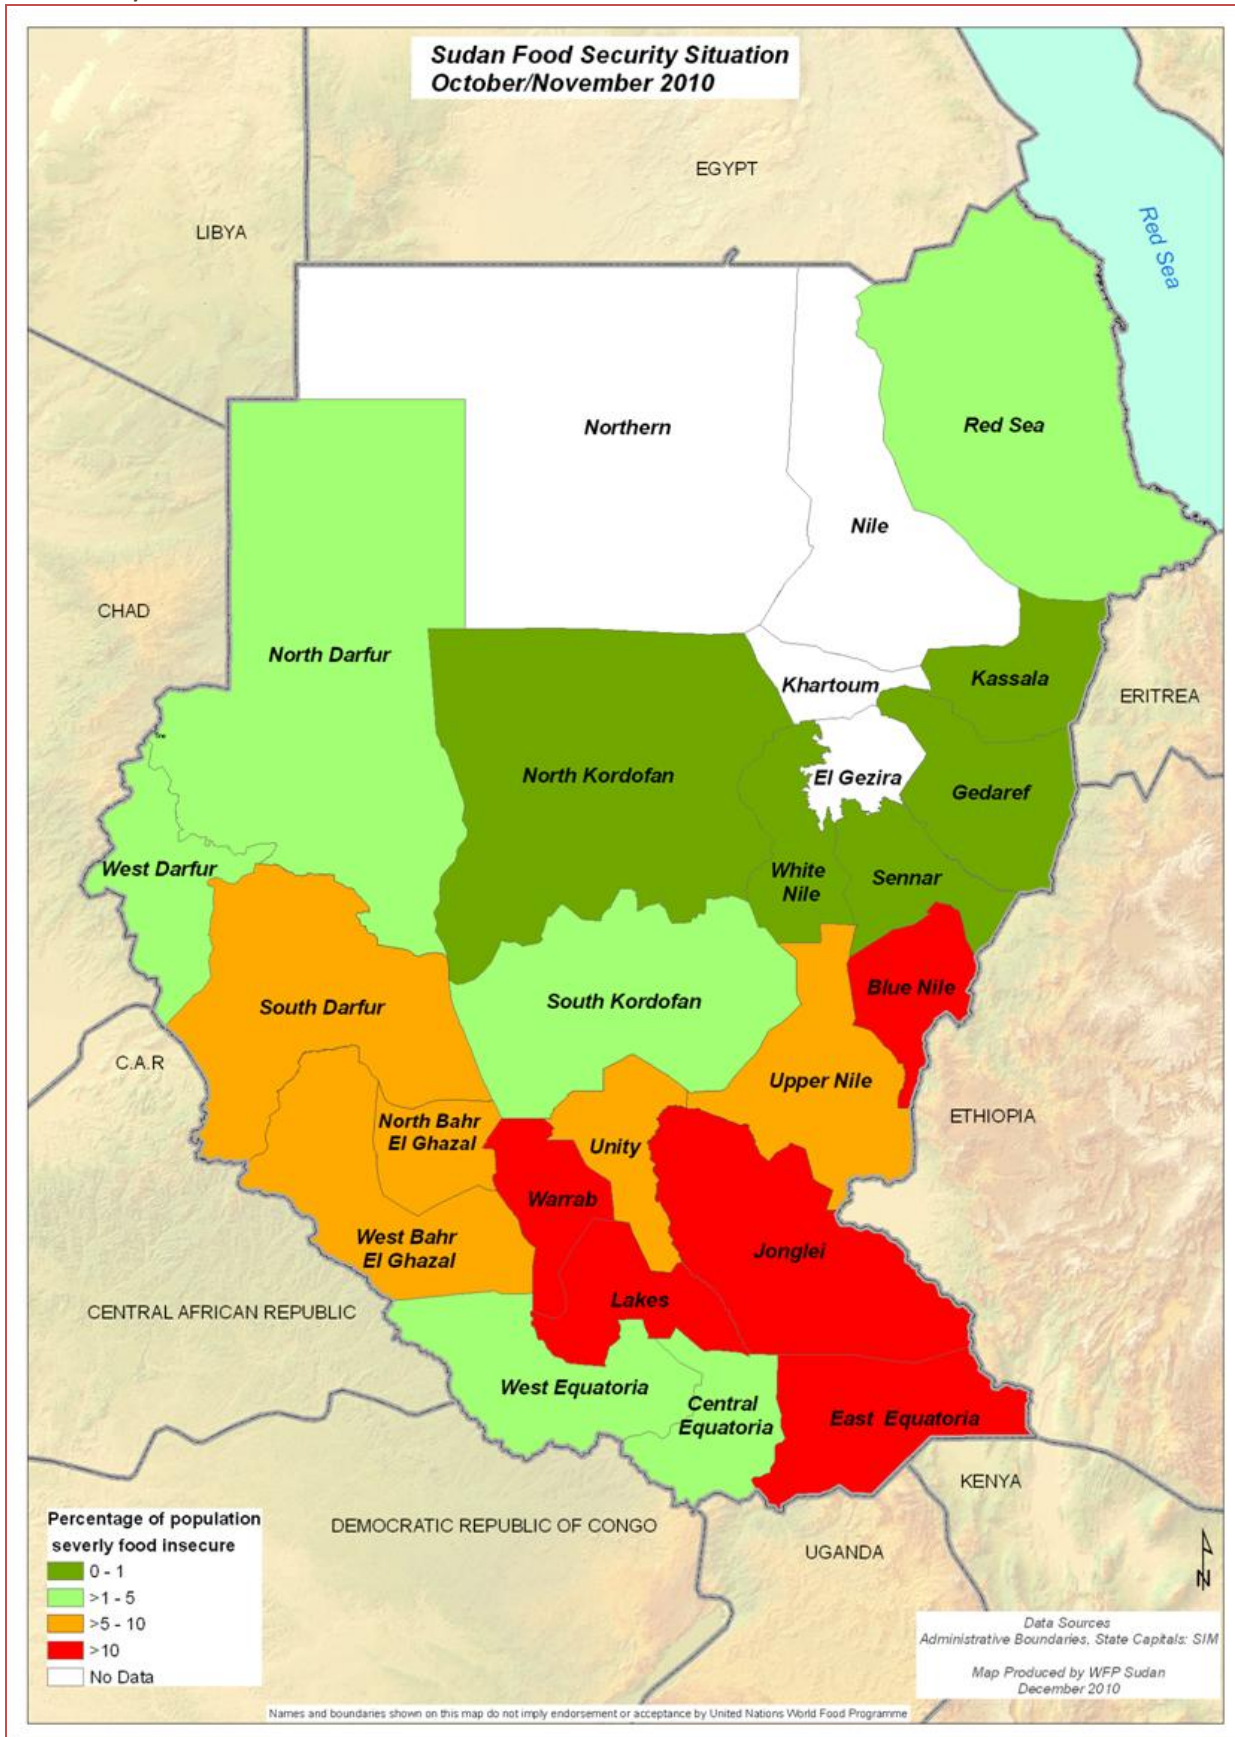 Sudan Food Security Situation
October/November 2010
EGYPT
LIBYA
Red Sea
Northern
Red Sea
Nile
CHAD
North Darfur
Khartoum
Kassala
ERITREA
North Kordofan
El Gezira
Gedaref
West Darfur
White
Nile
Sennar
South Darfur
South Kordofan
Blue Nile
C.A.R
Upper Nile
ETHIOPIA
North Bahr
El Ghazal
Unity
Warrab
West Bahr
El Ghazal
Jonglei
Lakes
CENTRAL AFRICAN REPUBLIC
West Equatoria
Central
Equatoria
East Equatoria
KENYA
DEMOCRATIC REPUBLIC OF CONGO
UGANDA
N
Percentage of population
severly food insecure
0 - 1
>1 - 5
>5 - 10
>10
No Data
Data Sources
Administrative Boundaries, State Capitals: SIM
Map Produced by WFP Sudan
December 2010
Names and boundaries shown on this map do not imply endorsement or acceptance by United Nations World Food Programme